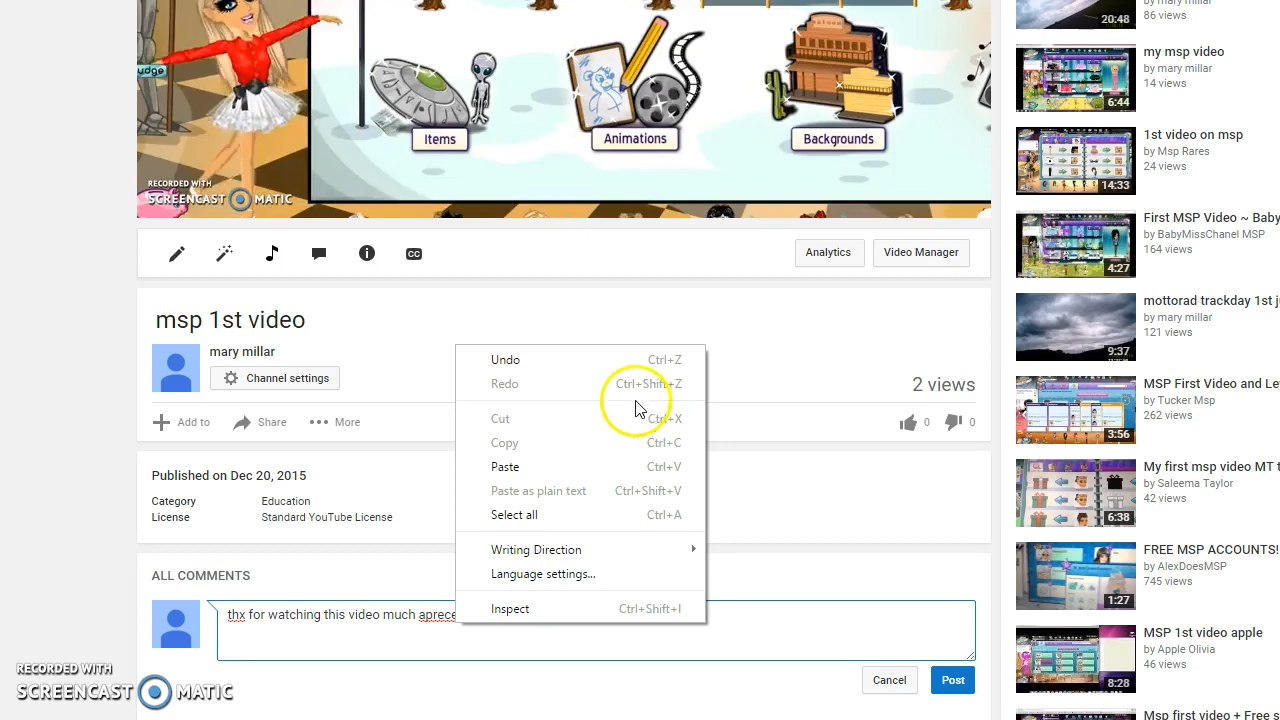 udge
Items
Animations
Backgrounds
RECORDED WITH
SCREENCAST MATIC
Analytics
Video Manager
msp 1st video
mary millar
Channel settings
2 views
Add to
Share
More
0
0
Published on Dec 20, 2015
Category Education
License Standard YouTube
ALL COMMENTS
thx for watching this video much aprece
Cancel
Post
Undo Ctrl+Z
Redo Ctrl+Shift+Z
Cut Ctrl+X
Copy Ctrl+C
Paste Ctrl+V
Paste as plain text Ctrl+Shift+V
Select all Ctrl+A
Writing Direction
Language settings...
Inspect Ctrl+Shift+I
20:48
mary millar
86 views
my msp video
by mary millar
14 views
6:44
1st video on msp
by Msp Rares
24 views
14:33
First MSP Video ~ Baby
by BabyMissChanel MSP
164 views
4:27
mottorad trackday 1st j
by mary millar
121 views
9:37
MSP First Video and Le
by Tucker Msp
262 views
3:56
My first msp video MT t
by Saleema Taylor
42 views
6:38
FREE MSP ACCOUNTS!
by AlexDoesMSP
745 views
1:27
MSP 1st video apple
by Apple Olivia
46 views
8:28
Msp first video + Free s
RECORDED WITH
SCREENCAST MATIC